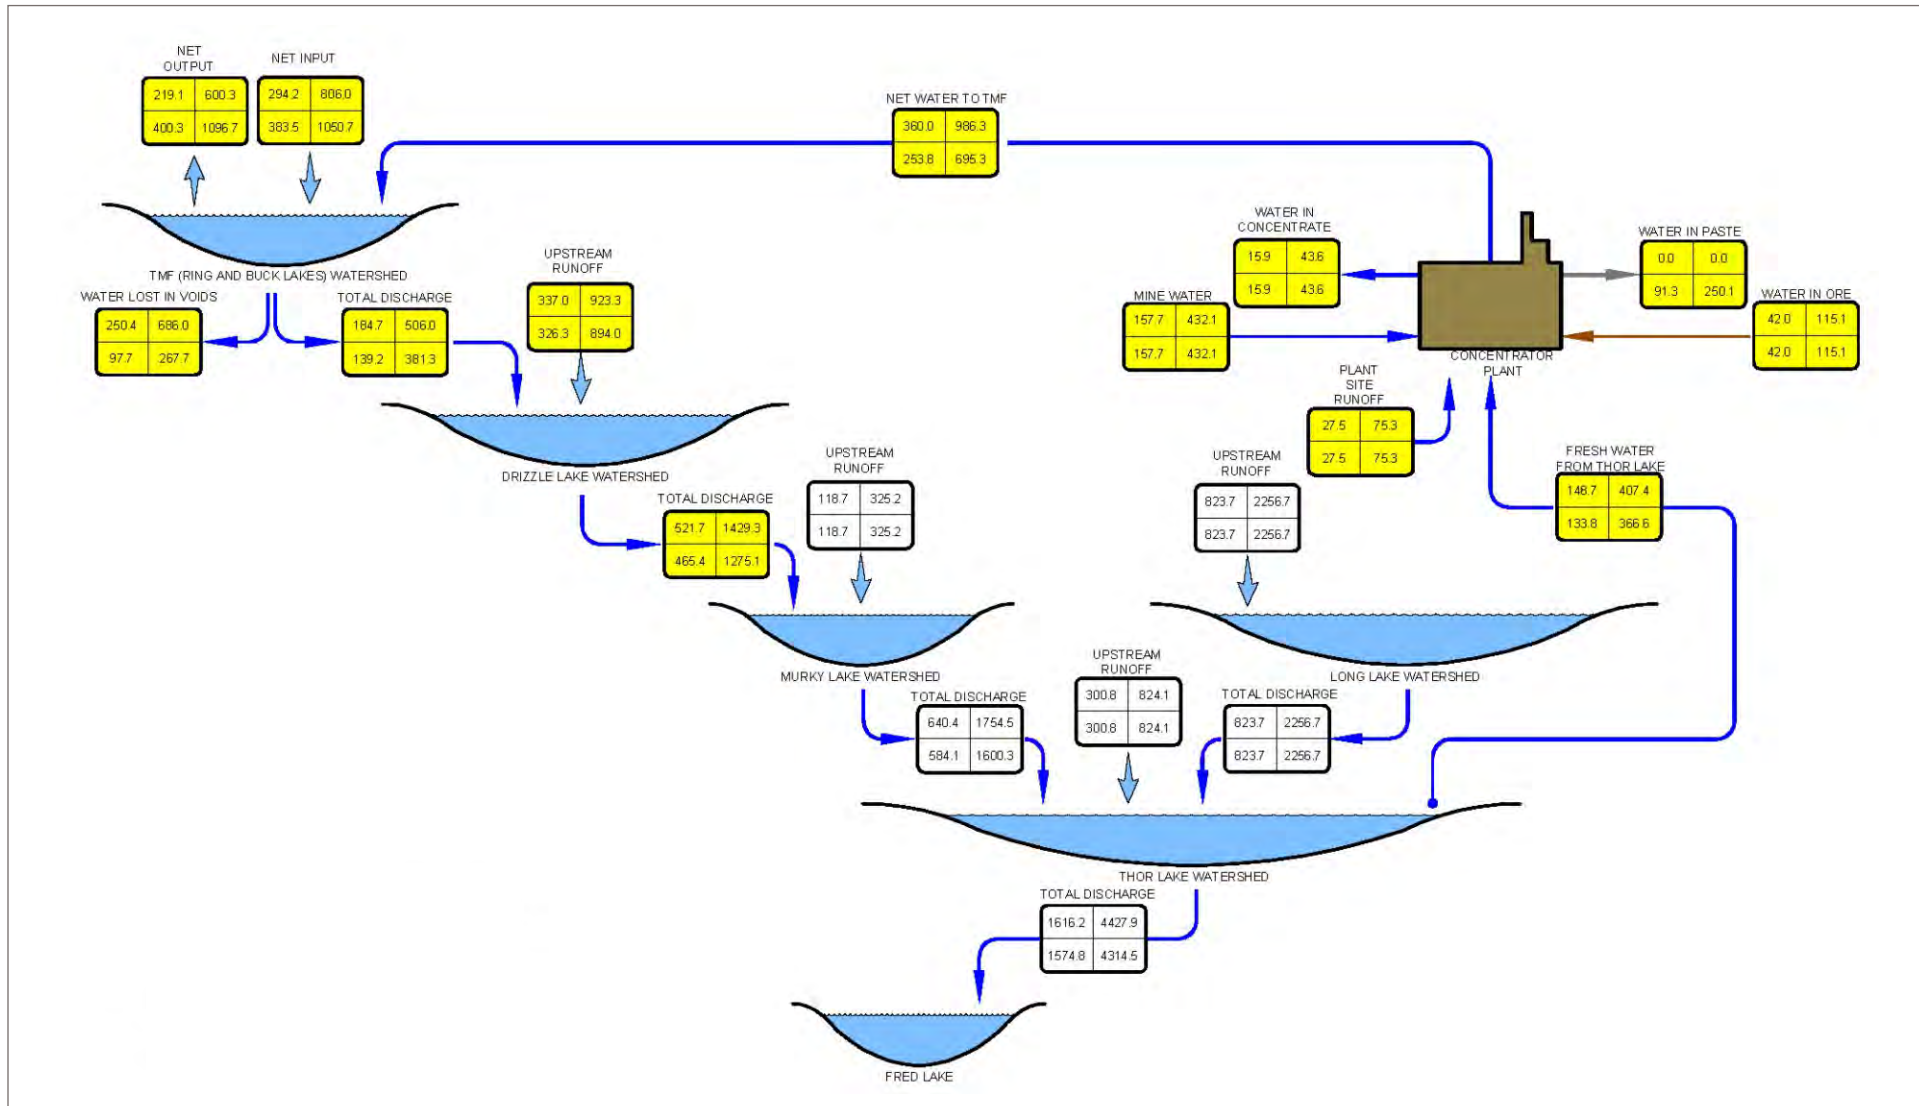 NET
OUTPUT
219.1 600.3
400.3 1096.7
NET INPUT
294.2 806.0
383.5 1050.7
NET WATER TO TMF
360.0 986.3
253.8 695.3
TMF (RING AND BUCK LAKES) WATERSHED
WATER LOST IN VOIDS
250.4 686.0
97.7 267.7
TOTAL DISCHARGE
184.7 506.0
139.2 381.3
UPSTREAM
RUNOFF
337.0 923.3
326.3 894.0
WATER IN
CONCENTRATE
15.9 43.6
15.9 43.6
WATER IN PASTE
0.0 0.0
91.3 250.1
MINE WATER
157.7 432.1
157.7 432.1
WATER IN ORE
42.0 115.1
42.0 115.1
CONCENTRATOR
PLANT
PLANT
SITE
RUNOFF
27.5 75.3
27.5 75.3
DRIZZLE LAKE WATERSHED
TOTAL DISCHARGE
521.7 1429.3
465.4 1275.1
UPSTREAM
RUNOFF
118.7 325.2
118.7 325.2
UPSTREAM
RUNOFF
823.7 2256.7
823.7 2256.7
FRESH WATER
FROM THOR LAKE
148.7 407.4
133.8 366.6
MURKY LAKE WATERSHED
TOTAL DISCHARGE
640.4 1754.5
584.1 1600.3
UPSTREAM
RUNOFF
300.8 824.1
300.8 824.1
LONG LAKE WATERSHED
TOTAL DISCHARGE
823.7 2256.7
823.7 2256.7
THOR LAKE WATERSHED
TOTAL DISCHARGE
1616.2 4427.9
1574.8 4314.5
FRED LAKE